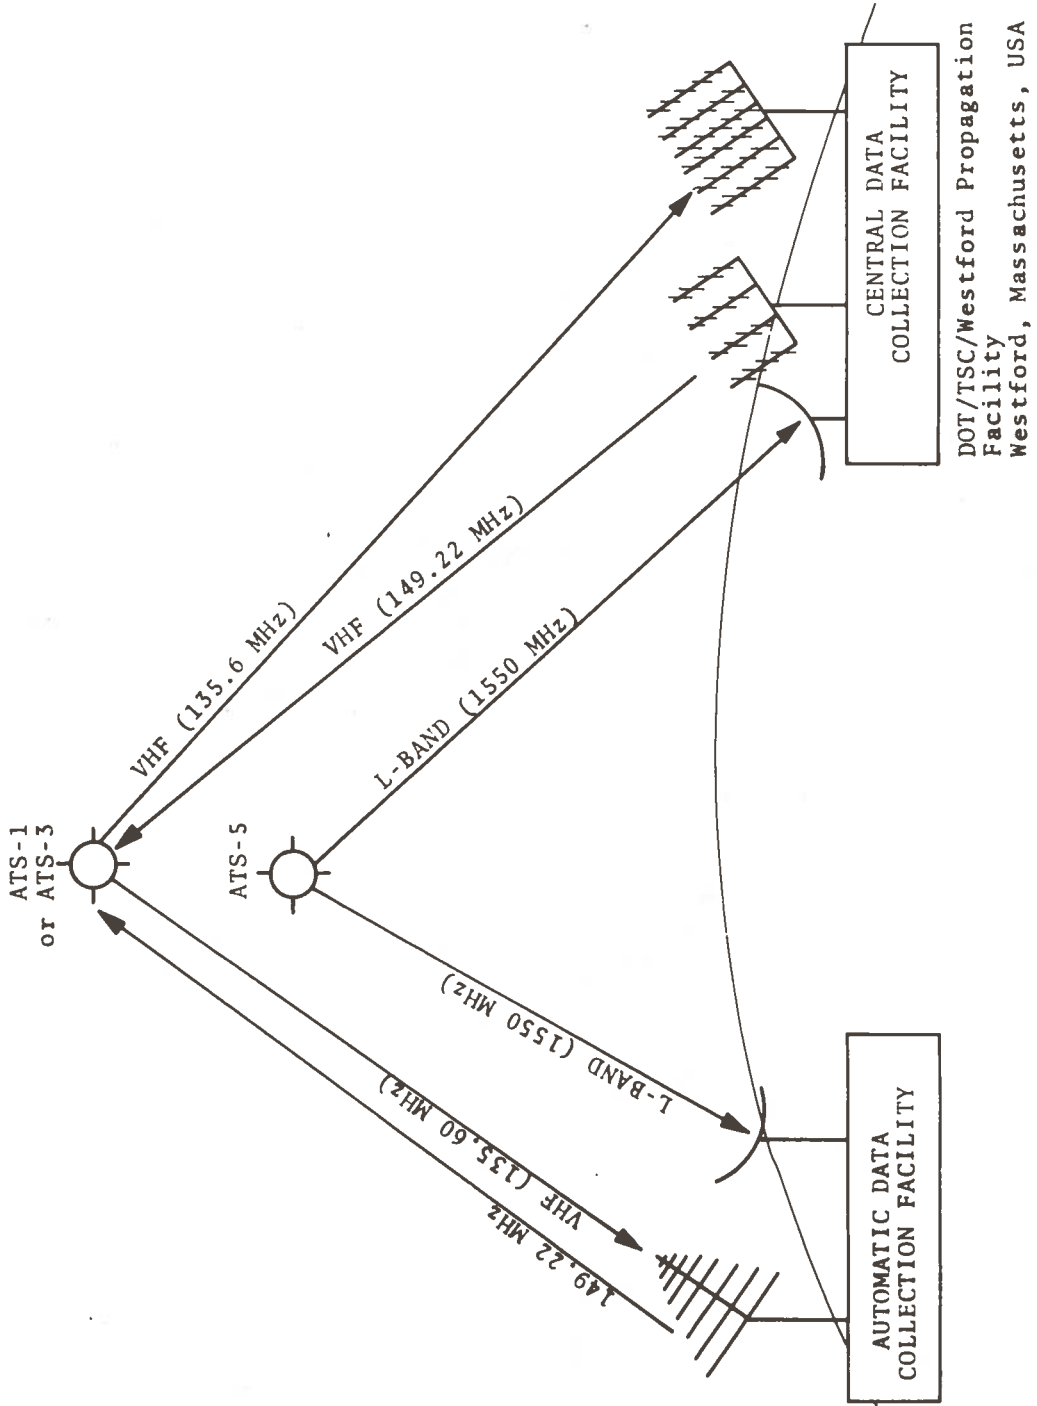 ATS-1
or ATS-3
ATS-5
VHF (135.6 MHz)
VHF (149.22 MHz)
L-BAND (1550 MHz)
L-BAND (1550 MHz)
VHF (135.60 MHz)
149.22 MHz
AUTOMATIC DATA
COLLECTION FACILITY
CENTRAL DATA
COLLECTION FACILITY
DOT/TSC/Westford Propagation
Facility
Westford, Massachusetts, USA